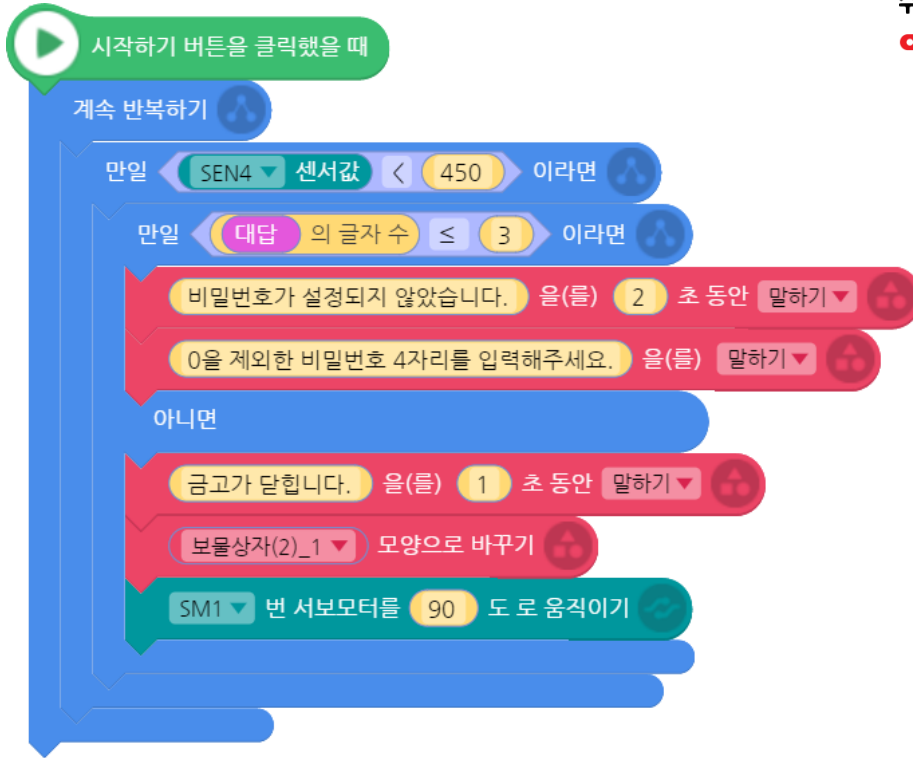 시작하기 버튼을 클릭했을 때
계속 반복하기
만일 SEN4 센서값 < 450 이라면
만일 대답 의 글자 수 ≤ 3 이라면
비밀번호가 설정되지 않았습니다. 을(를) 2 초 동안 말하기
0을 제외한 비밀번호 4자리를 입력해주세요. 을(를) 말하기
아니면
금고가 닫힙니다. 을(를) 1 초 동안 말하기
보물상자(2)_1 모양으로 바꾸기
SM1 번 서보모터를 90 도 로 움직이기